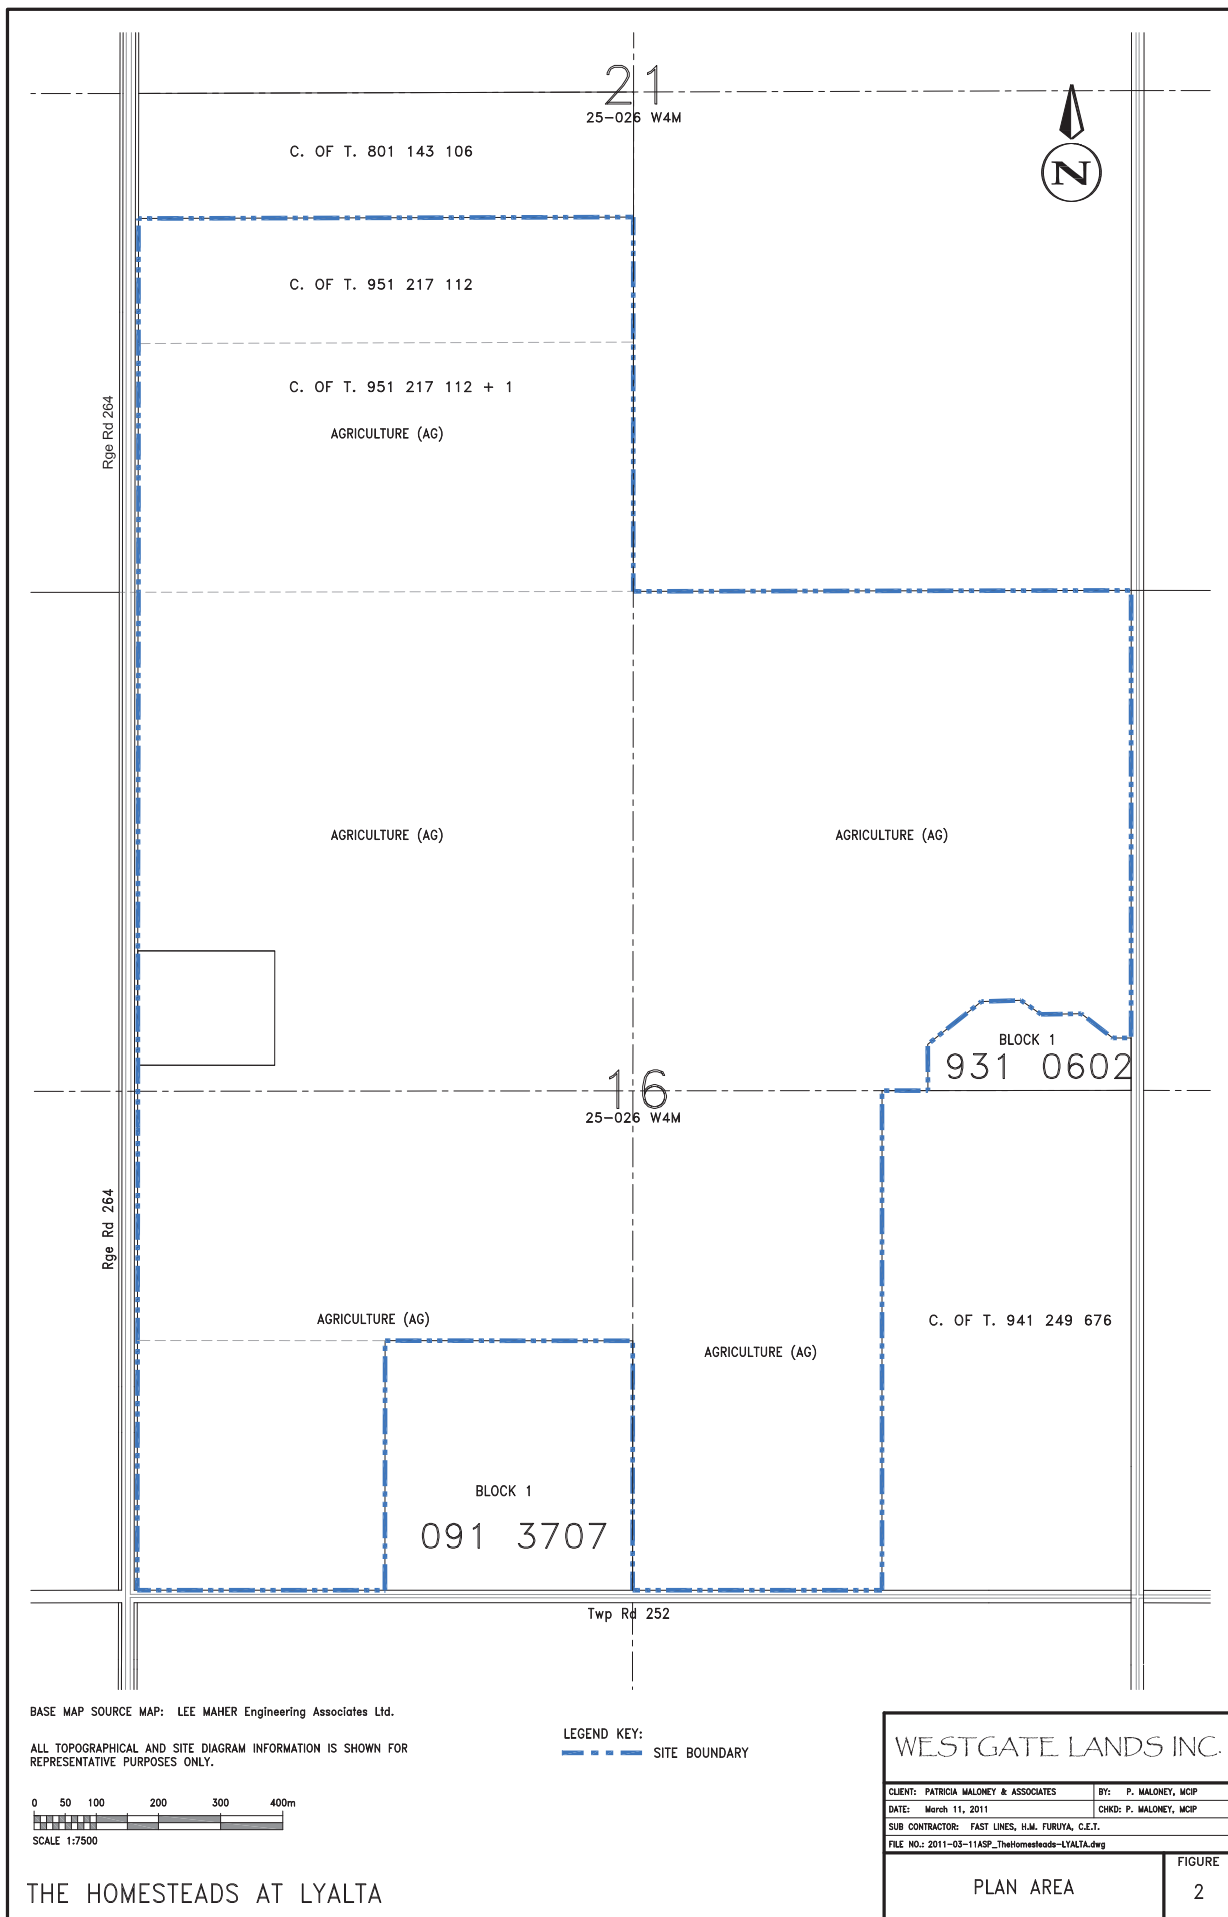 21
25-026 W4M
N
C. OF T. 801 143 106
C. OF T. 951 217 112
C. OF T. 951 217 112 + 1
AGRICULTURE (AG)
Rge Rd 264
AGRICULTURE (AG)
AGRICULTURE (AG)
BLOCK 1
931 0602
16
25-026 W4M
Rge Rd 264
AGRICULTURE (AG)
C. OF T. 941 249 676
AGRICULTURE (AG)
BLOCK 1
091 3707
Twp Rd 252
BASE MAP SOURCE MAP: LEE MAHER Engineering Associates Ltd.
ALL TOPOGRAPHICAL AND SITE DIAGRAM INFORMATION IS SHOWN FOR
REPRESENTATIVE PURPOSES ONLY.
0 50 100 200 300 400m
SCALE 1:7500
THE HOMESTEADS AT LYALTA
LEGEND KEY:
SITE BOUNDARY
WESTGATE LANDS INC.
CLIENT: PATRICIA MALONEY & ASSOCIATES BY: P. MALONEY, MCIP
DATE: March 11, 2011 CHKD: P. MALONEY, MCIP
SUB CONTRACTOR: FAST LINES, H.M. FURUYA, C.E.T.
FILE NO.: 2011-03-11ASP_TheHomesteads-LYALTA.dwg
PLAN AREA
FIGURE
2